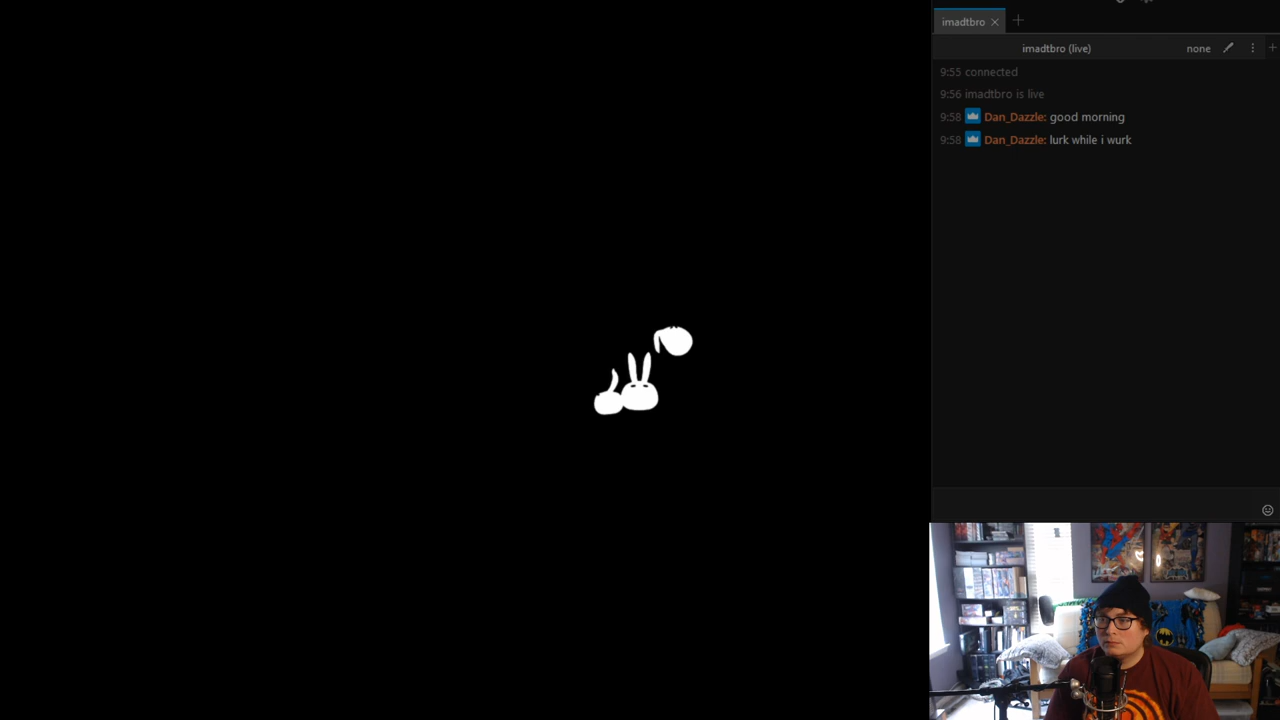 imadtbro
imadtbro (live)
none
9:55 connected
9:56 imadtbro is live
9:58 Dan_Dazzle: good morning
9:58 Dan_Dazzle: lurk while i wurk